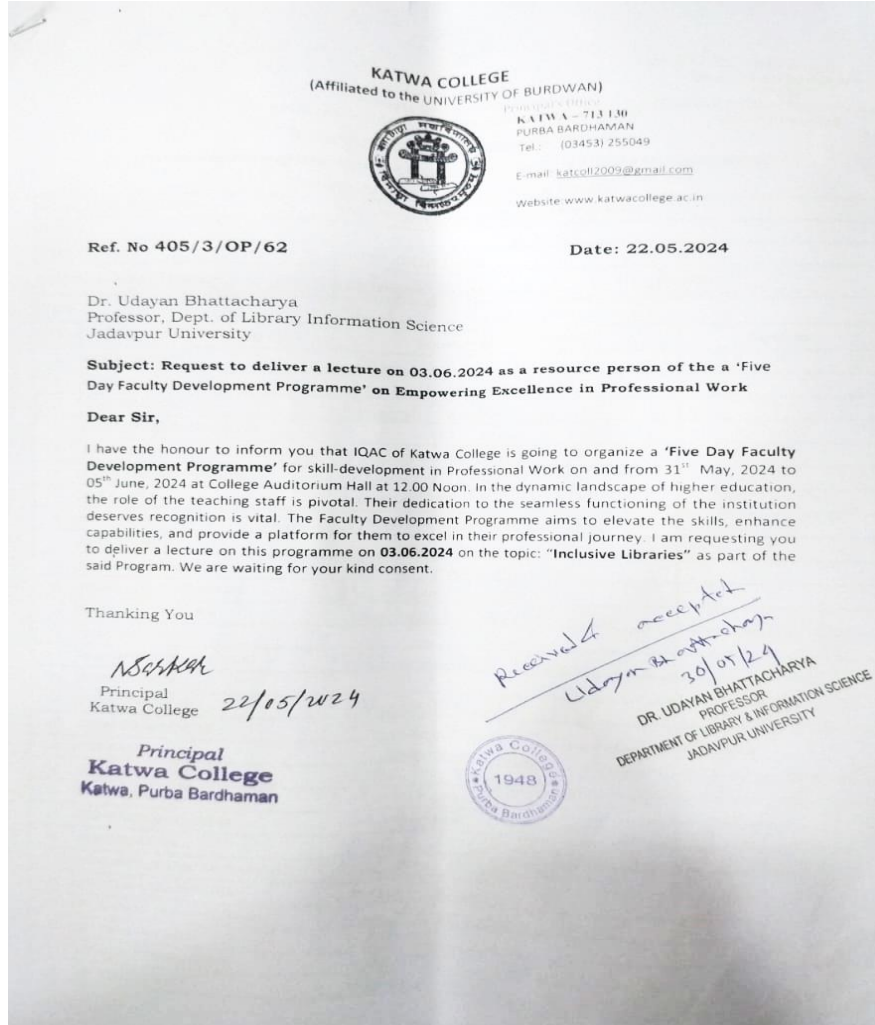 KATWA COLLEGE
(Affiliated to the UNIVERSITY OF BURDWAN)
Principal's Office
KATWA – 713 130
PURBA BARDHAMAN
Tel.: (03453) 255049
E-mail: katcoll2009@gmail.com
Website:www.katwacollege.ac.in
Ref. No 405/3/OP/62
Date: 22.05.2024
Dr. Udayan Bhattacharya
Professor, Dept. of Library Information Science
Jadavpur University
Subject: Request to deliver a lecture on 03.06.2024 as a resource person of the a ‘Five
Day Faculty Development Programme’ on Empowering Excellence in Professional Work
Dear Sir,
I have the honour to inform you that IQAC of Katwa College is going to organize a ‘Five Day Faculty
Development Programme’ for skill-development in Professional Work on and from 31st May, 2024 to
05th June, 2024 at College Auditorium Hall at 12.00 Noon. In the dynamic landscape of higher education,
the role of the teaching staff is pivotal. Their dedication to the seamless functioning of the institution
deserves recognition is vital. The Faculty Development Programme aims to elevate the skills, enhance
capabilities, and provide a platform for them to excel in their professional journey. I am requesting you
to deliver a lecture on this programme on 03.06.2024 on the topic: “Inclusive Libraries” as part of the
said Program. We are waiting for your kind consent.
Thanking You
Principal
Katwa College
22/05/2024
Principal
Katwa College
Katwa, Purba Bardhaman
Received & accepted
Udayan Bhattacharya
30/05/24
DR. UDAYAN BHATTACHARYA
PROFESSOR
DEPARTMENT OF LIBRARY & INFORMATION SCIENCE
JADAVPUR UNIVERSITY
Katwa College
1948
Purba Bardhaman